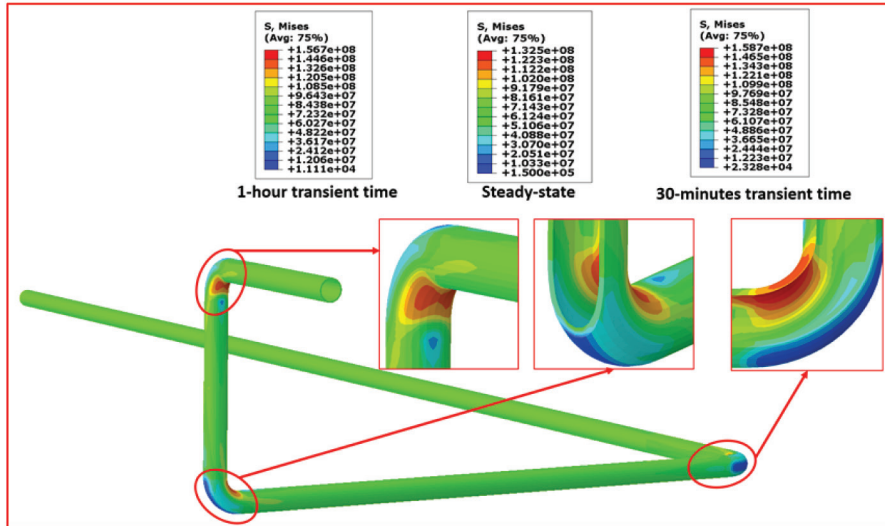 S, Mises
(Avg: 75%)
+1.567e+08
+1.446e+08
+1.326e+08
+1.205e+08
+1.085e+08
+9.643e+07
+8.438e+07
+7.232e+07
+6.027e+07
+4.822e+07
+3.617e+07
+2.412e+07
+1.206e+07
+1.111e+04
1-hour transient time
S, Mises
(Avg: 75%)
+1.325e+08
+1.223e+08
+1.122e+08
+1.020e+08
+9.179e+07
+8.161e+07
+7.143e+07
+6.124e+07
+5.106e+07
+4.088e+07
+3.070e+07
+2.051e+07
+1.033e+07
+1.500e+05
Steady-state
S, Mises
(Avg: 75%)
+1.587e+08
+1.465e+08
+1.343e+08
+1.221e+08
+1.099e+08
+9.769e+07
+8.548e+07
+7.328e+07
+6.107e+07
+4.886e+07
+3.665e+07
+2.444e+07
+1.223e+07
+2.328e+04
30-minutes transient time